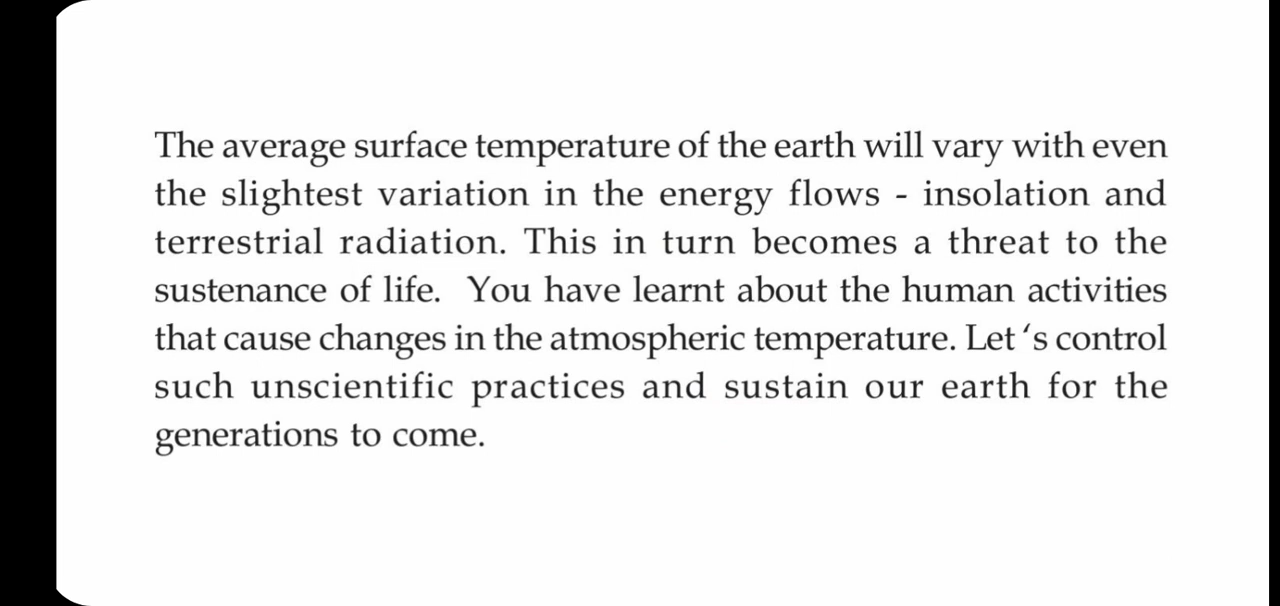 The average surface temperature of the earth will vary with even
the slightest variation in the energy flows - insolation and
terrestrial radiation. This in turn becomes a threat to the
sustenance of life.  You have learnt about the human activities
that cause changes in the atmospheric temperature. Let ‘s control
such unscientific practices and sustain our earth for the
generations to come.